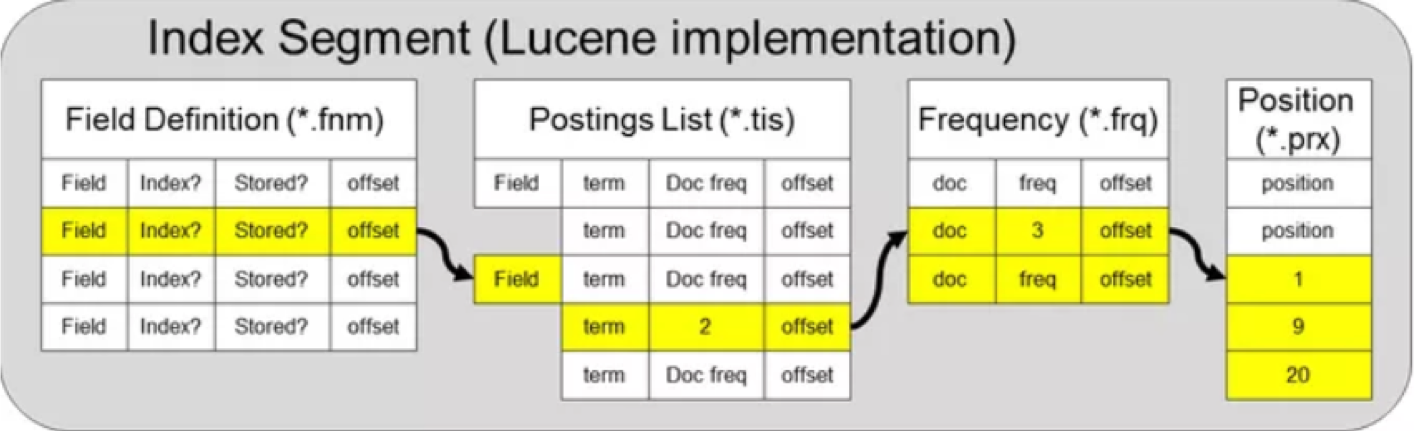 Index Segment (Lucene implementation)
Field Definition (*.fnm)
Field Index? Stored? offset
Field Index? Stored? offset
Field Index? Stored? offset
Field Index? Stored? offset
Postings List (*.tis)
Field term Doc freq offset
term Doc freq offset
Field term Doc freq offset
term 2 offset
term Doc freq offset
Frequency (*.frq)
doc freq offset
doc 3 offset
doc freq offset
Position
(*.prx)
position
position
1
9
20